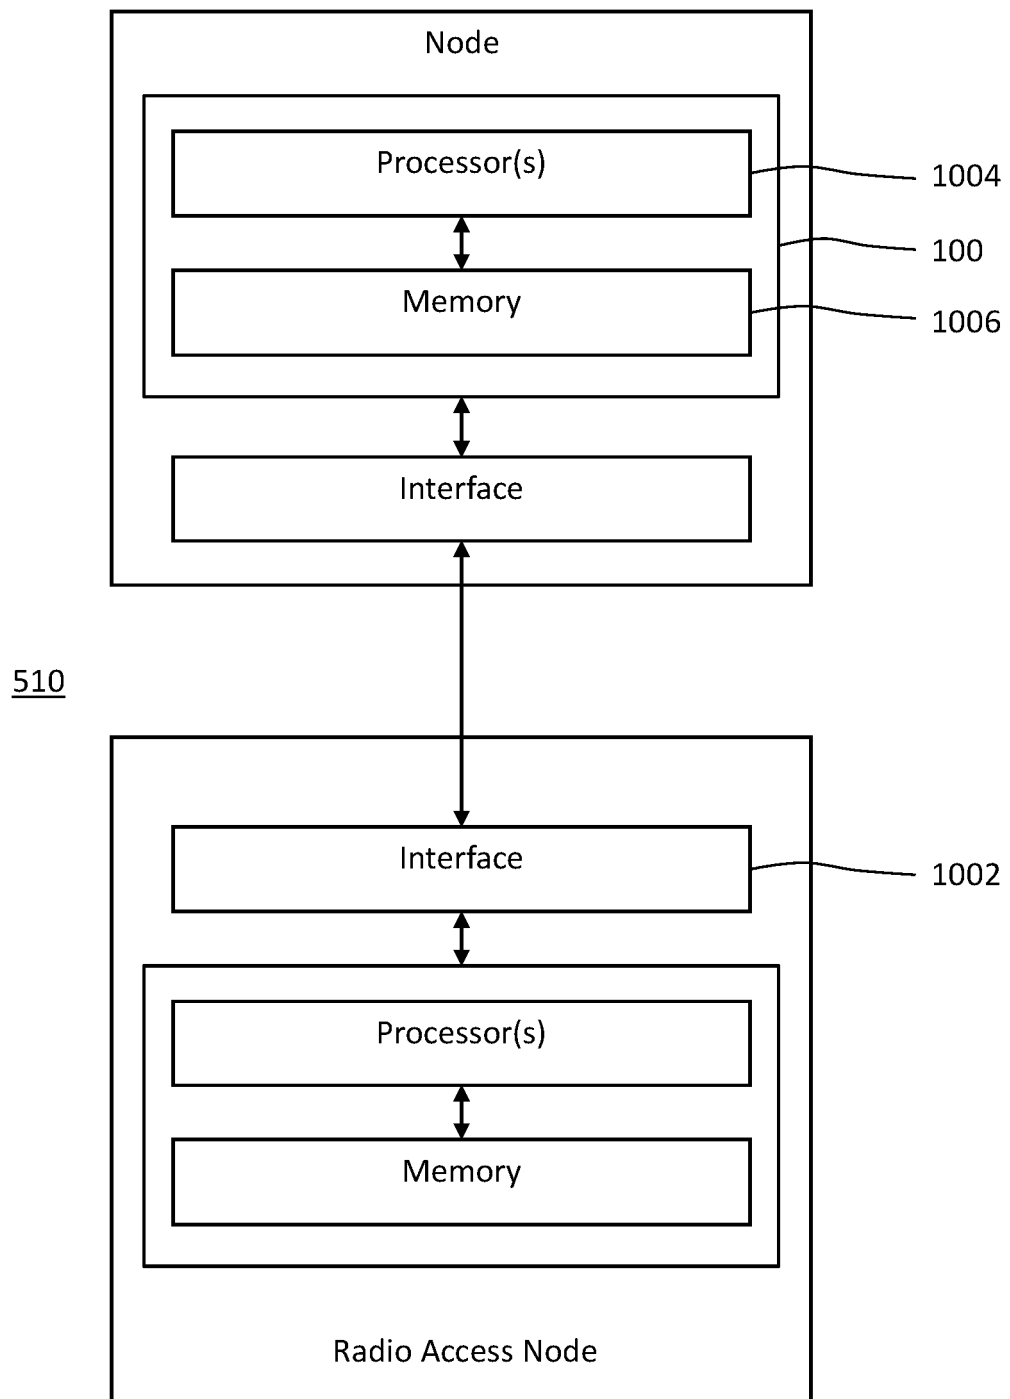 Node
Processor(s)
1004
100
Memory
1006
Interface
510
Interface
1002
Processor(s)
Memory
Radio Access Node